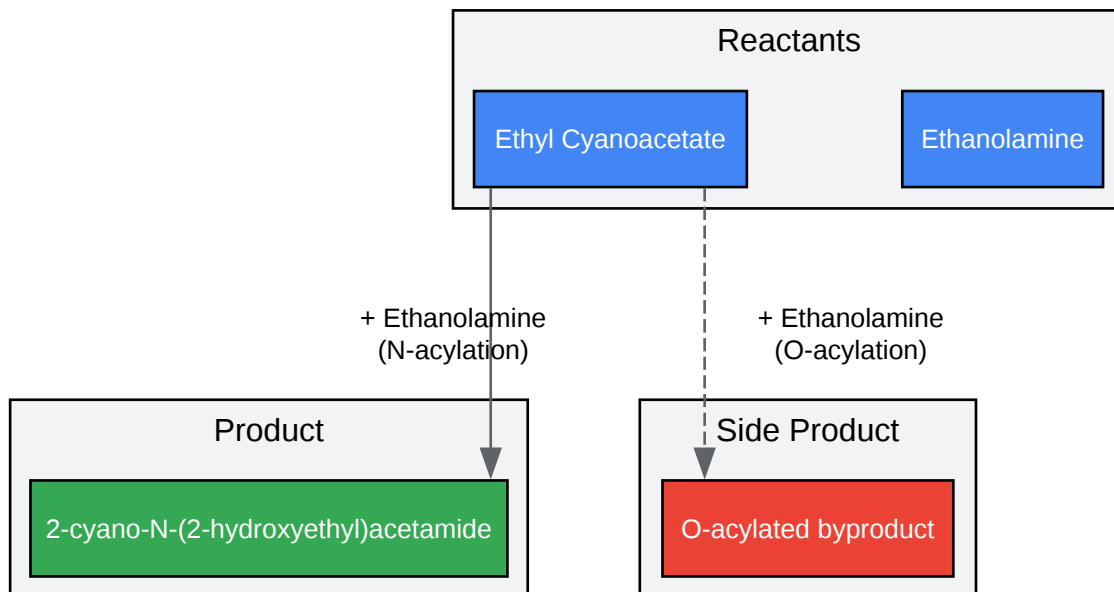 Reactants
Ethyl Cyanoacetate
Ethanolamine
+ Ethanolamine
(N-acylation)
+ Ethanolamine
(O-acylation)
Product
2-cyano-N-(2-hydroxyethyl)acetamide
Side Product
O-acylated byproduct